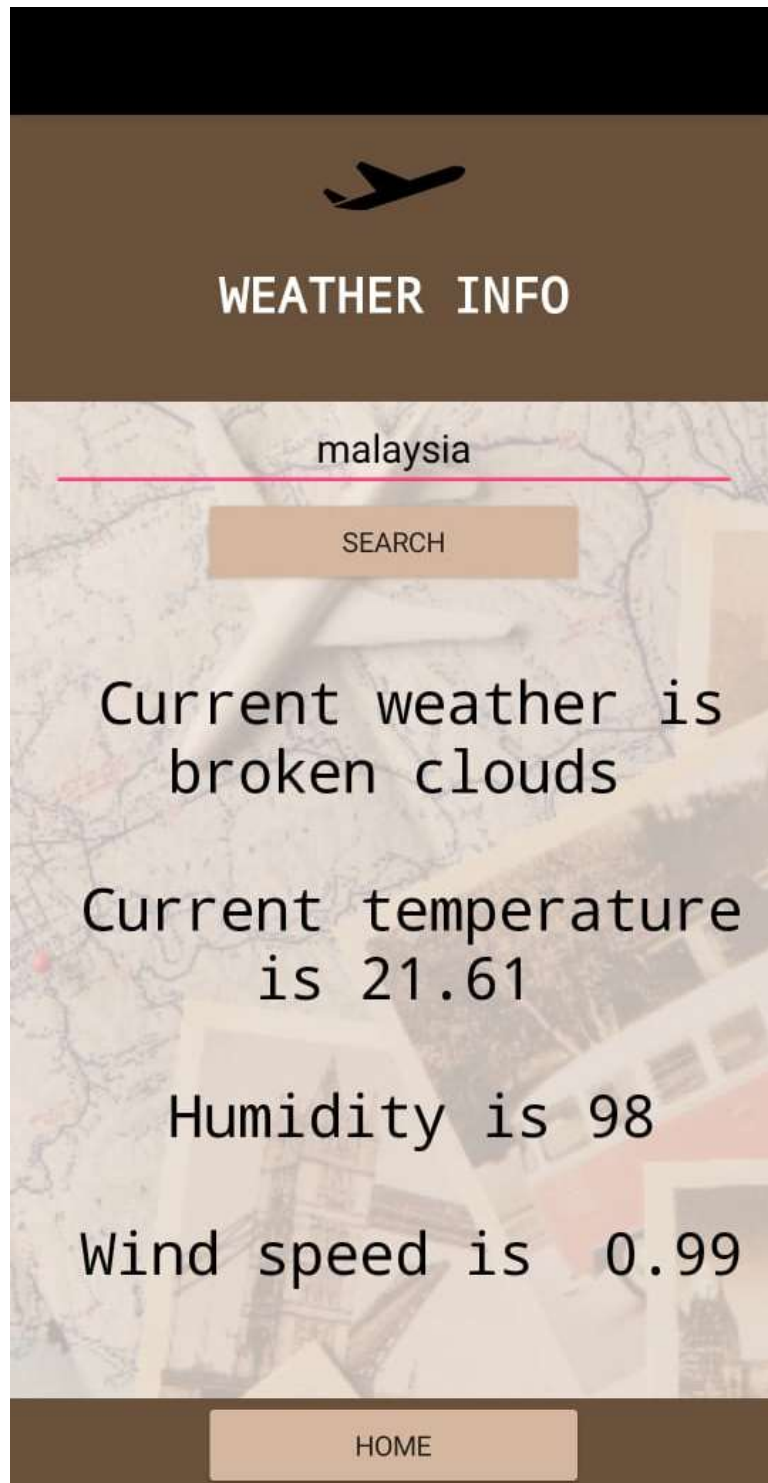 WEATHER INFO
malaysia
SEARCH
Current weather is
broken clouds
Current temperature
is 21.61
Humidity is 98
Wind speed is  0.99
HOME